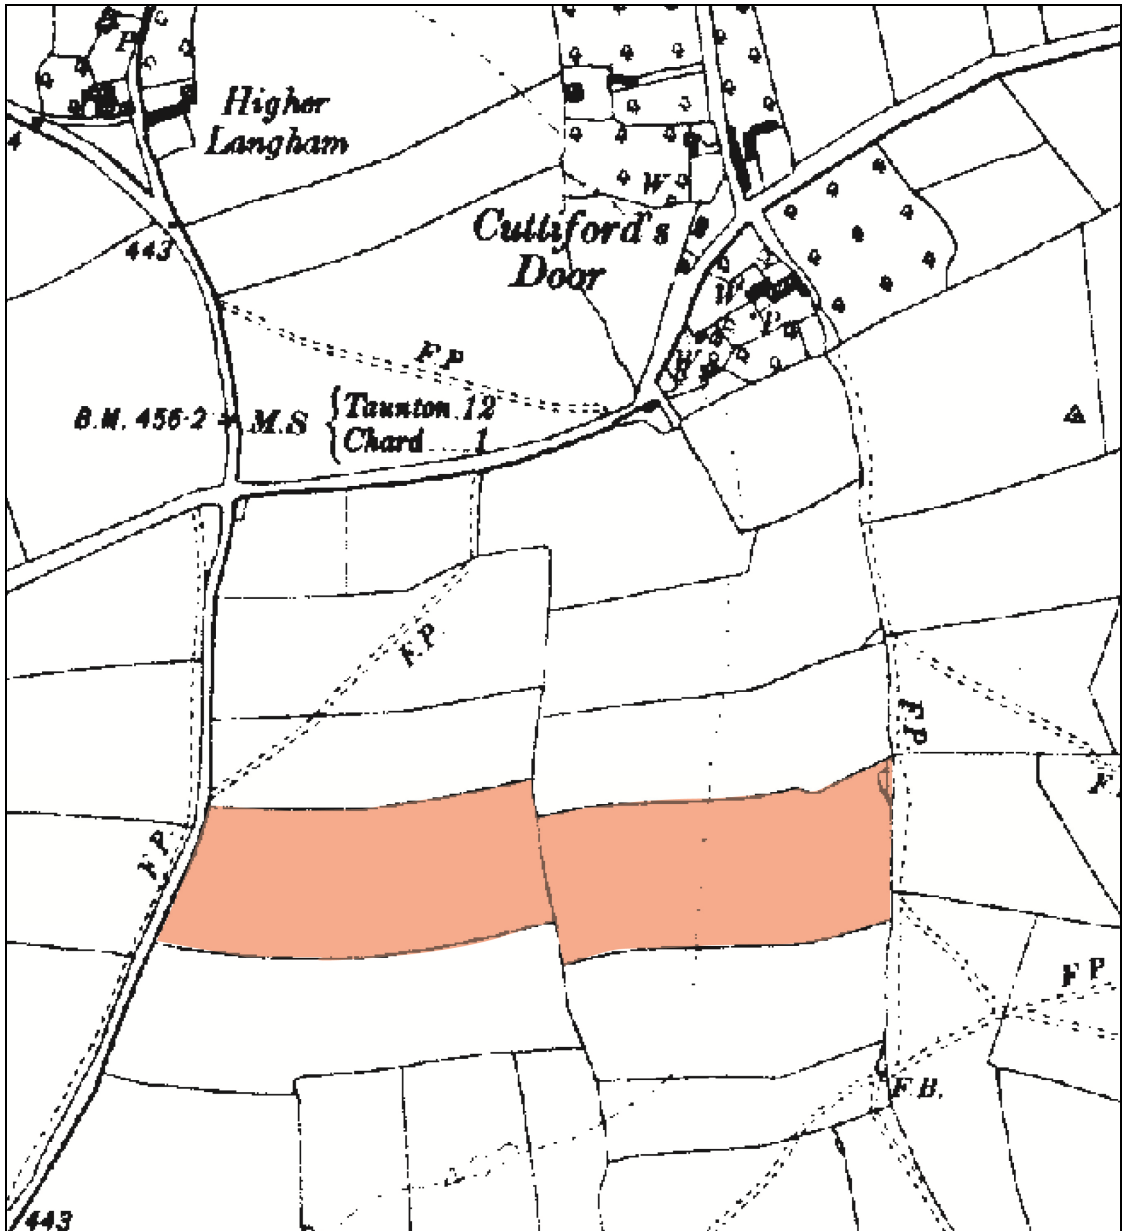 P
Higher
Langham
4
W
443
Cuttiford's
Door
W
P
F.P
W
B.M. 456·2
M.S
Taunton 12
Chard 1
F.P.
F.P
F.
F.P.
F P
F.B.
443